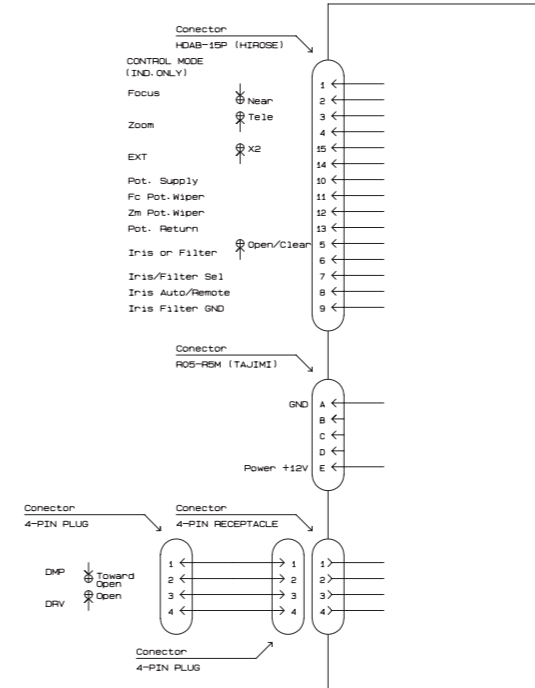 Conector
HDAB-15P (HIROSE)
CONTROL MODE
(IND.ONLY)
Focus
Near
Zoom
Tele
EXT
X2
Pot. Supply
Fc Pot.Wiper
Zm Pot.Wiper
Pot. Return
Iris or Filter
Open/Clear
Iris/Filter Sel
Iris Auto/Remote
Iris Filter GND
1
2
3
4
15
14
10
11
12
13
5
6
7
8
9
Conector
R05-R5M (TAJIMI)
GND A
B
C
D
Power +12V E
Conector
4-PIN PLUG
Conector
4-PIN RECEPTACLE
DMP
Toward
Open
DRV
Open
1 1 1
2 2 2
3 3 3
4 4 4
Conector
4-PIN PLUG